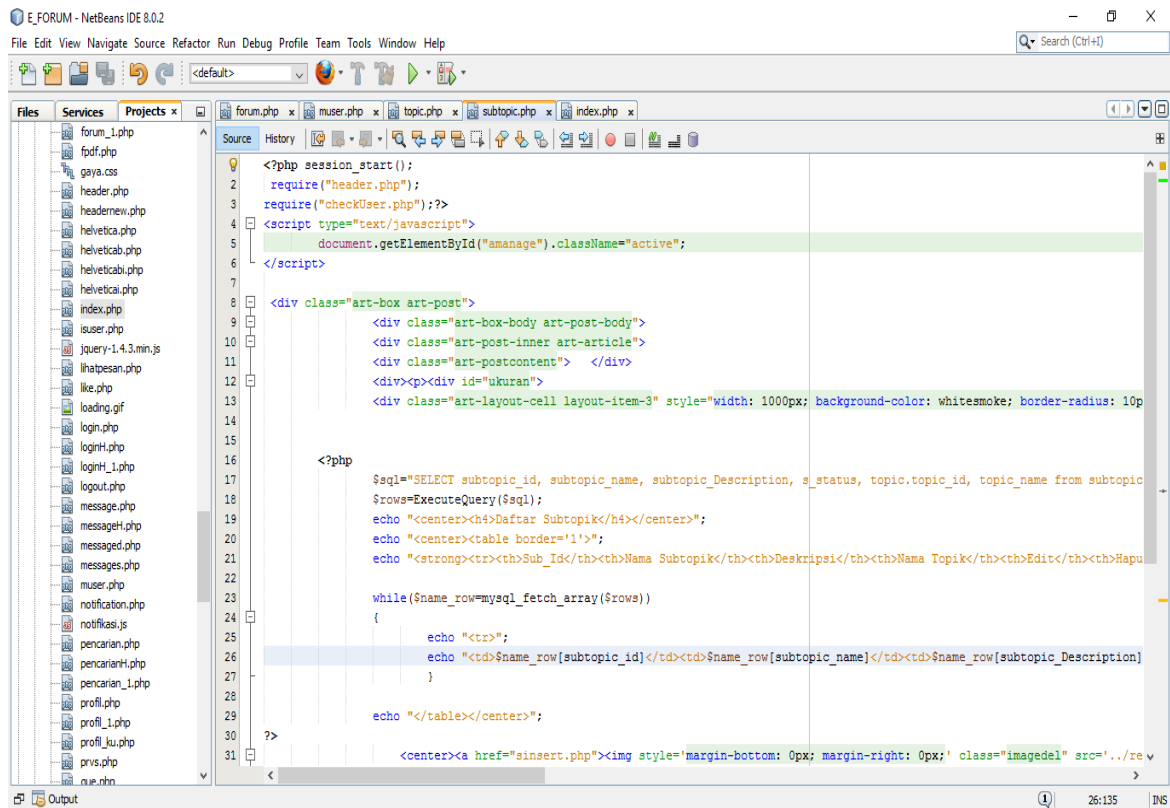 E_FORUM - NetBeans IDE 8.0.2
File Edit View Navigate Source Refactor Run Debug Profile Team Tools Window Help
Search (Ctrl+I)
<default>
Files Services Projects x
forum.php x muser.php x topic.php x subtopic.php x index.php x
Source History
forum_1.php
fpdf.php
gaya.css
header.php
headernew.php
helvetica.php
helveticab.php
helveticabi.php
helveticai.php
index.php
isuser.php
jquery-1.4.3.min.js
lihatpesan.php
like.php
loading.gif
login.php
loginH.php
loginH_1.php
logout.php
message.php
messageH.php
messaged.php
messages.php
muser.php
notification.php
notifikasi.js
pencarian.php
pencarianH.php
pencarian_1.php
profil.php
profil_1.php
profil_ku.php
prvs.php
que.php
<?php session_start();
2 require("header.php");
3 require("checkUser.php");?>
4 <script type="text/javascript">
5 document.getElementById("amanage").className="active";
6 </script>
7
8 <div class="art-box art-post">
9 <div class="art-box-body art-post-body">
10 <div class="art-post-inner art-article">
11 <div class="art-postcontent"> </div>
12 <div><p><div id="ukuran">
13 <div class="art-layout-cell layout-item-3" style="width: 1000px; background-color: whitesmoke; border-radius: 10p
14
15
16 <?php
17 $sql="SELECT subtopic_id, subtopic_name, subtopic_Description, s_status, topic.topic_id, topic_name from subtopic
18 $rows=ExecuteQuery($sql);
19 echo "<center><h4>Daftar Subtopik</h4></center>";
20 echo "<center><table border='1'>";
21 echo "<strong><tr><th>Sub_Id</th><th>Nama Subtopik</th><th>Deskripsi</th><th>Nama Topik</th><th>Edit</th><th>Hapu
22
23 while($name_row=mysql_fetch_array($rows))
24 {
25 echo "<tr>";
26 echo "<td>$name_row[subtopic_id]</td><td>$name_row[subtopic_name]</td><td>$name_row[subtopic_Description]
27 }
28
29 echo "</table></center>";
30 ?>
31 <center><a href="sinsert.php"><img style='margin-bottom: 0px; margin-right: 0px;' class="imagedel" src='../re
Output
1
26:135
INS